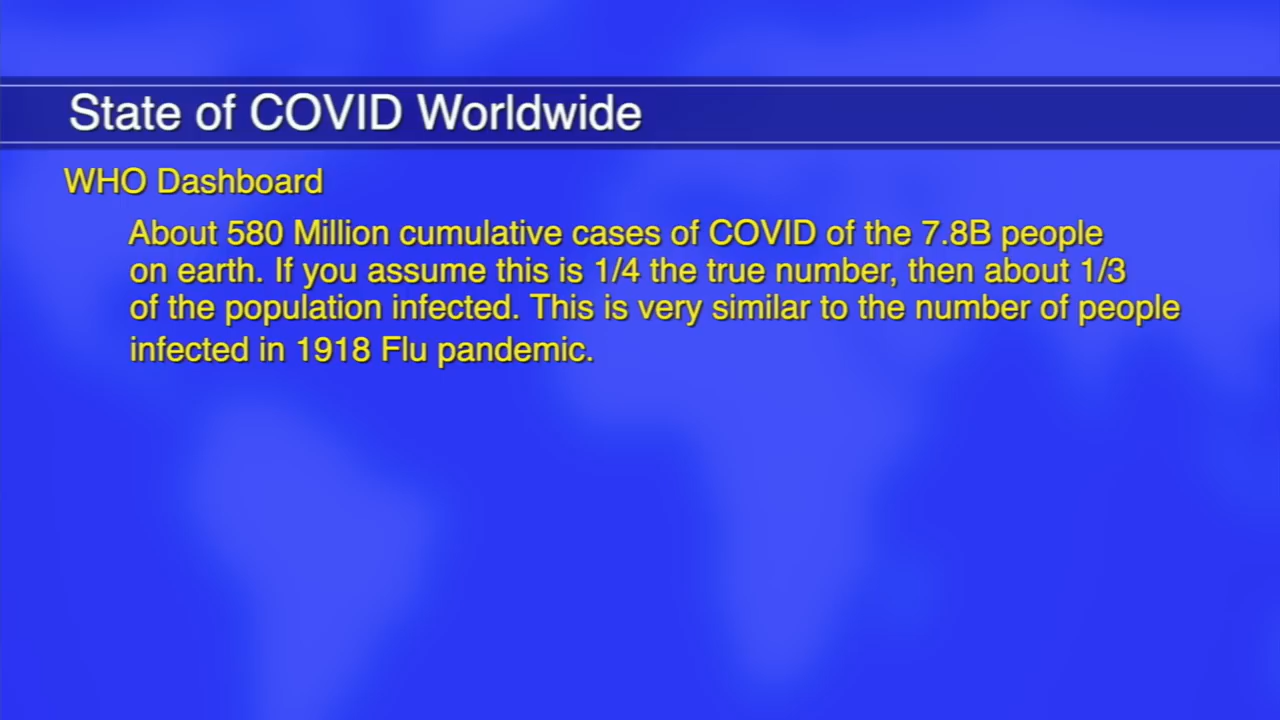 State of COVID Worldwide
WHO Dashboard
About 580 Million cumulative cases of COVID of the 7.8B people
on earth. If you assume this is 1/4 the true number, then about 1/3
of the population infected. This is very similar to the number of people
infected in 1918 Flu pandemic.